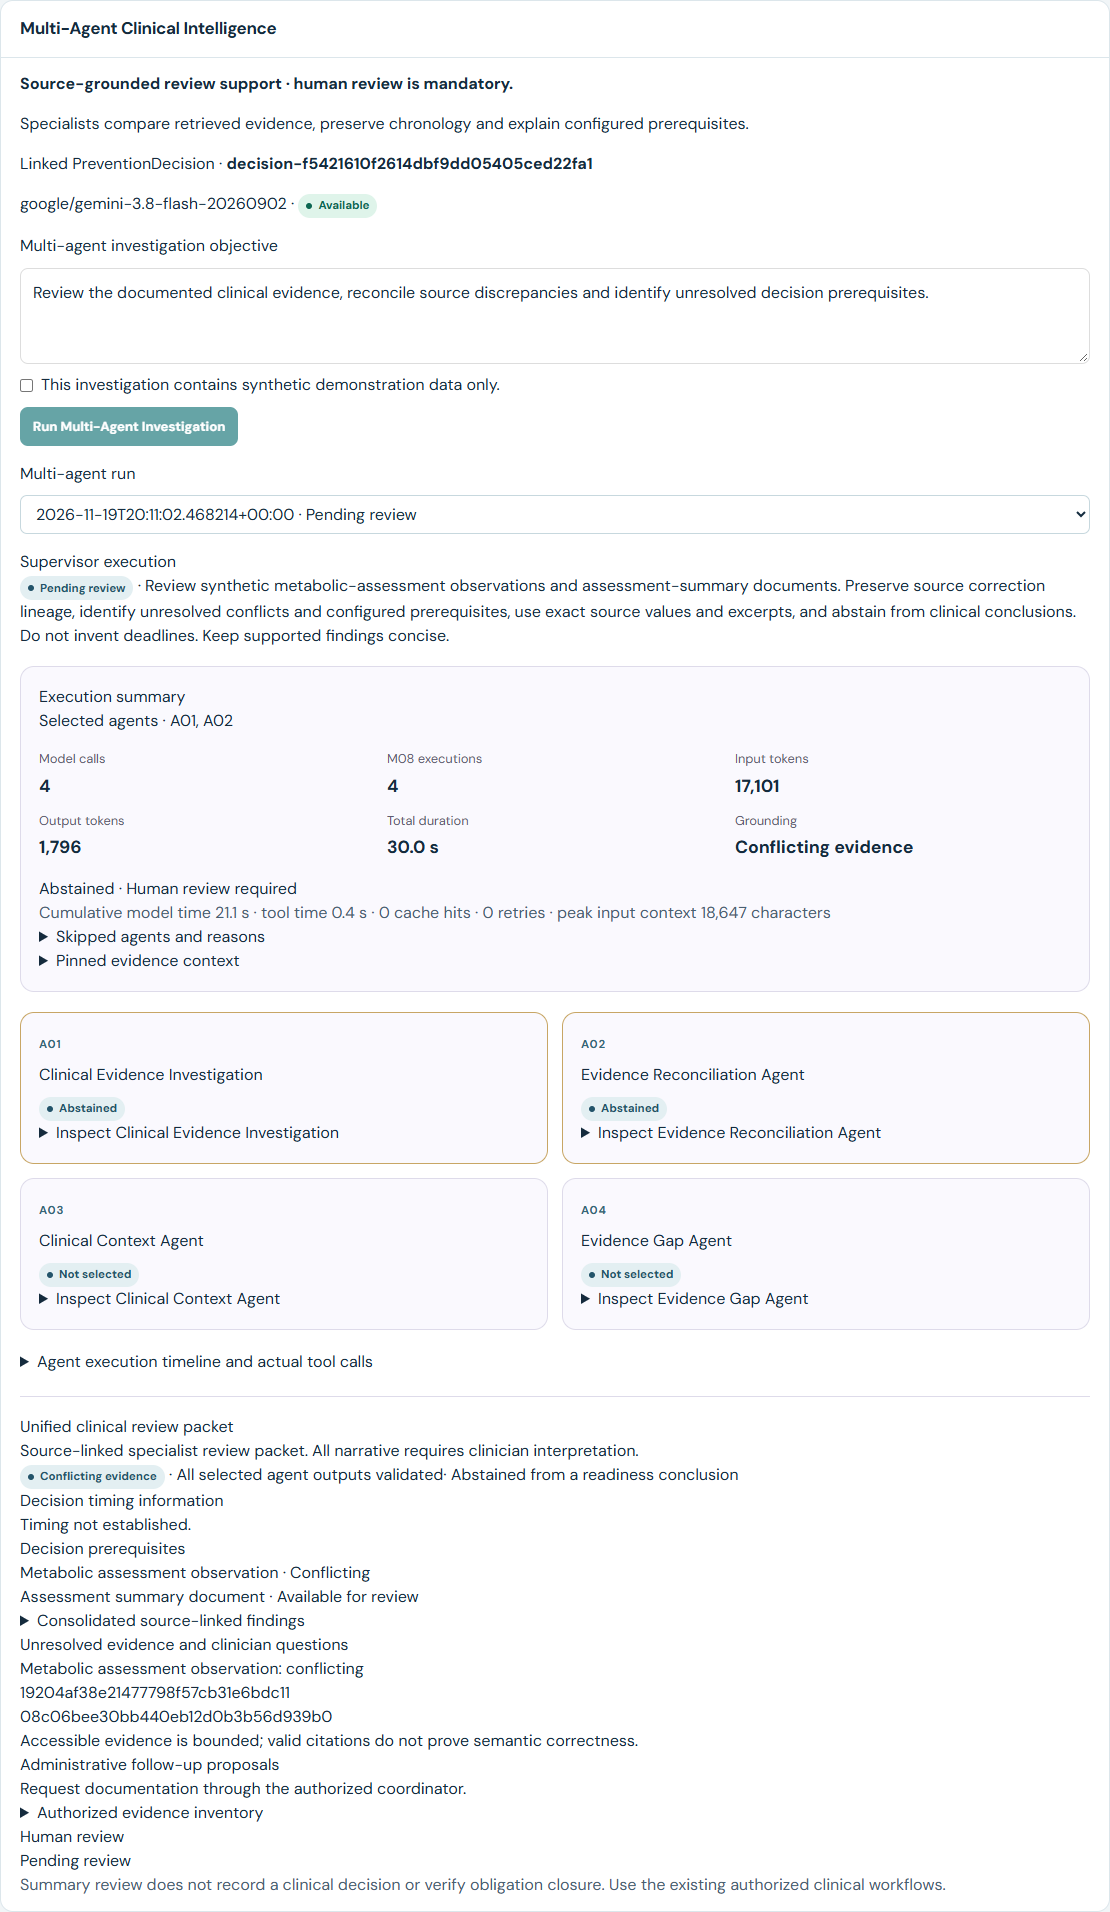 Multi-Agent Clinical Intelligence
Source-grounded review support · human review is mandatory.
Specialists compare retrieved evidence, preserve chronology and explain configured prerequisites.
Linked PreventionDecision · decision-f5421610f2614dbf9dd05405ced22fa1
google/gemini-3.8-flash-20260902 · Available
Multi-agent investigation objective
Review the documented clinical evidence, reconcile source discrepancies and identify unresolved decision prerequisites.
This investigation contains synthetic demonstration data only.
Run Multi-Agent Investigation
Multi-agent run
2026-11-19T20:11:02.468214+00:00 · Pending review
Supervisor execution
Pending review · Review synthetic metabolic-assessment observations and assessment-summary documents. Preserve source correction
lineage, identify unresolved conflicts and configured prerequisites, use exact source values and excerpts, and abstain from clinical conclusions.
Do not invent deadlines. Keep supported findings concise.
Execution summary
Selected agents · A01, A02
Model calls
4
M08 executions
4
Input tokens
17,101
Output tokens
1,796
Total duration
30.0 s
Grounding
Conflicting evidence
Abstained · Human review required
Cumulative model time 21.1 s · tool time 0.4 s · 0 cache hits · 0 retries · peak input context 18,647 characters
Skipped agents and reasons
Pinned evidence context
A01
Clinical Evidence Investigation
Abstained
Inspect Clinical Evidence Investigation
A02
Evidence Reconciliation Agent
Abstained
Inspect Evidence Reconciliation Agent
A03
Clinical Context Agent
Not selected
Inspect Clinical Context Agent
A04
Evidence Gap Agent
Not selected
Inspect Evidence Gap Agent
Agent execution timeline and actual tool calls
Unified clinical review packet
Source-linked specialist review packet. All narrative requires clinician interpretation.
Conflicting evidence · All selected agent outputs validated· Abstained from a readiness conclusion
Decision timing information
Timing not established.
Decision prerequisites
Metabolic assessment observation · Conflicting
Assessment summary document · Available for review
Consolidated source-linked findings
Unresolved evidence and clinician questions
Metabolic assessment observation: conflicting
19204af38e21477798f57cb31e6bdc11
08c06bee30bb440eb12d0b3b56d939b0
Accessible evidence is bounded; valid citations do not prove semantic correctness.
Administrative follow-up proposals
Request documentation through the authorized coordinator.
Authorized evidence inventory
Human review
Pending review
Summary review does not record a clinical decision or verify obligation closure. Use the existing authorized clinical workflows.